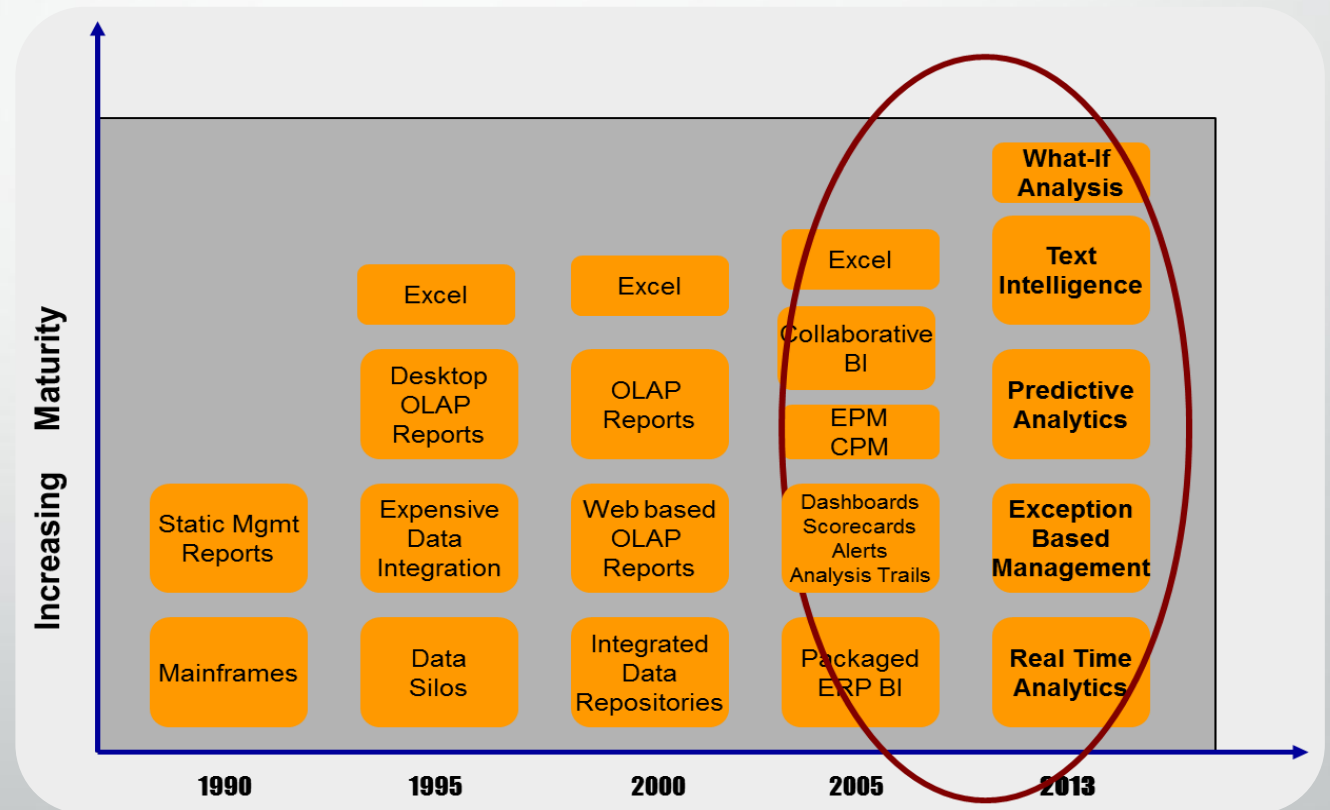 Increasing Maturity
Static Mgmt
Reports
Mainframes
Excel
Desktop
OLAP
Reports
Expensive
Data
Integration
Data
Silos
Excel
OLAP
Reports
Web based
OLAP
Reports
Integrated
Data
Repositories
Excel
Collaborative
BI
EPM
CPM
Dashboards
Scorecards
Alerts
Analysis Trails
Packaged
ERP BI
What-If
Analysis
Text
Intelligence
Predictive
Analytics
Exception
Based
Management
Real Time
Analytics
1990
1995
2000
2005
2013